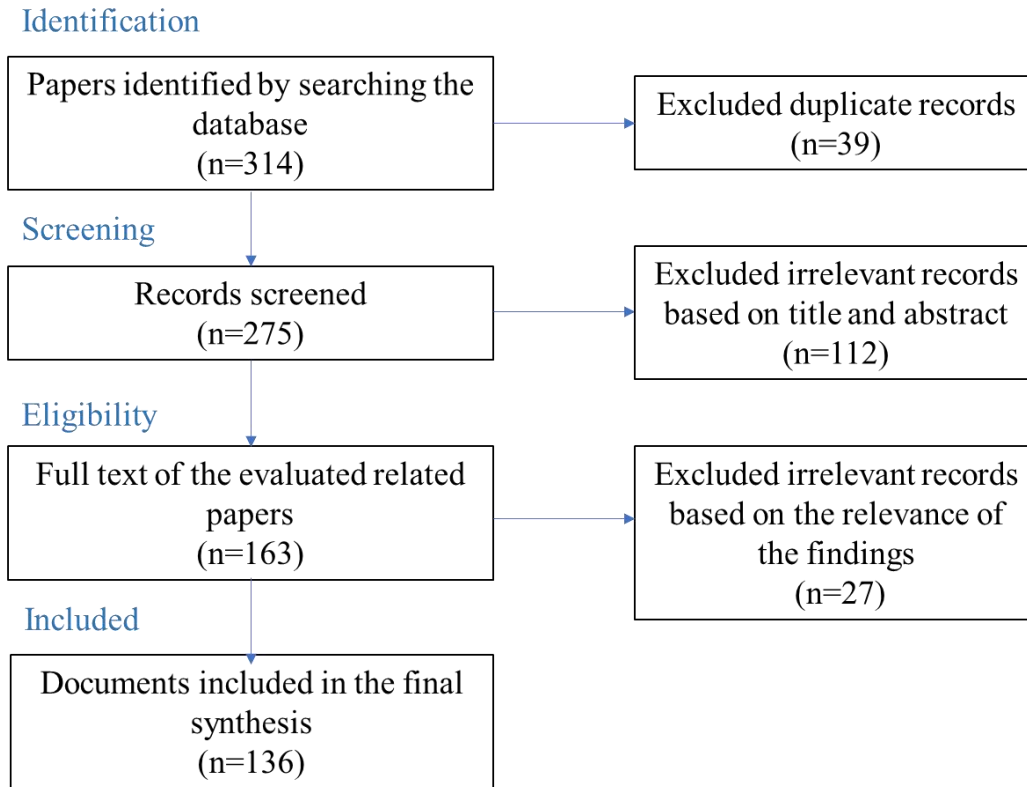 Identification
Papers identified by searching the
database
(n=314)
Excluded duplicate records
(n=39)
Screening
Records screened
(n=275)
Excluded irrelevant records
based on title and abstract
(n=112)
Eligibility
Full text of the evaluated related
papers
(n=163)
Excluded irrelevant records
based on the relevance of
the findings
(n=27)
Included
Documents included in the final
synthesis
(n=136)